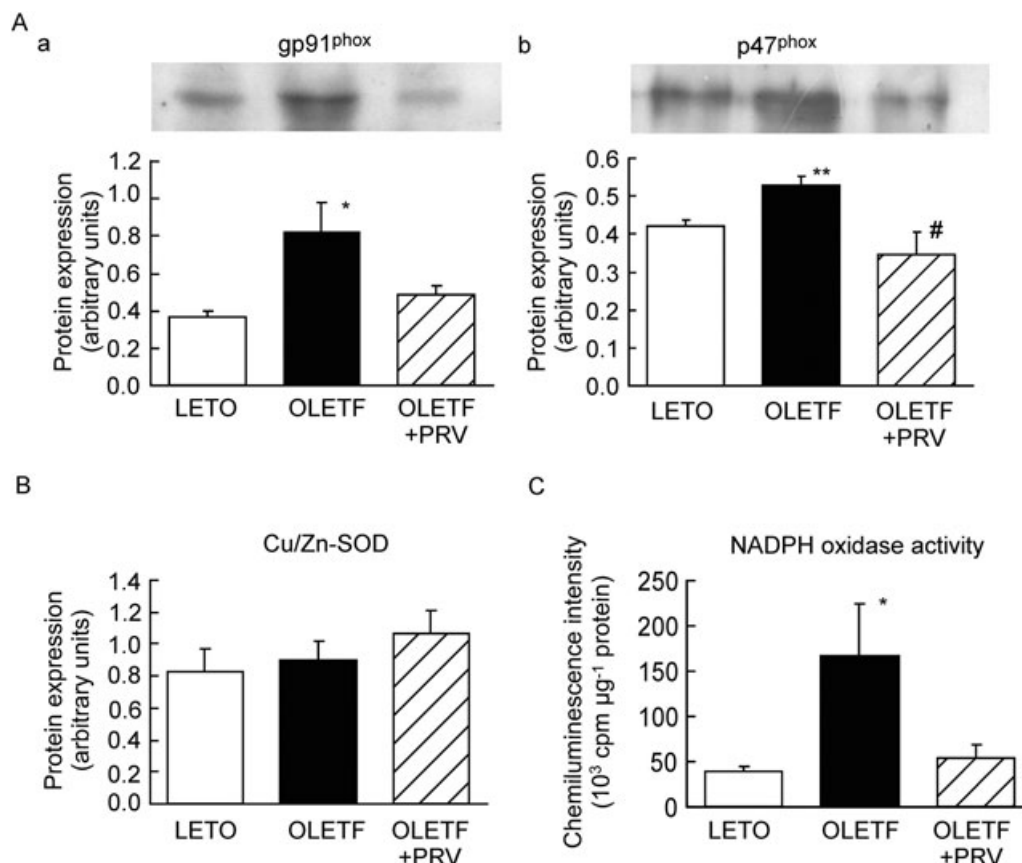 A
a
gp91phox
Protein expression
(arbitrary units)
1.2
1.0
0.8
0.6
0.4
0.2
0.0
*
LETO
OLETF
OLETF
+PRV
b
p47phox
Protein expression
(arbitrary units)
0.6
0.5
0.4
0.3
0.2
0.1
0.0
**
#
LETO
OLETF
OLETF
+PRV
B
Cu/Zn-SOD
Protein expression
(arbitrary units)
1.4
1.2
1.0
0.8
0.6
0.4
0.2
0.0
LETO
OLETF
OLETF
+PRV
C
NADPH oxidase activity
Chemiluminescence intensity
(10³ cpm µg⁻¹ protein)
250
200
150
100
50
0
*
LETO
OLETF
OLETF
+PRV